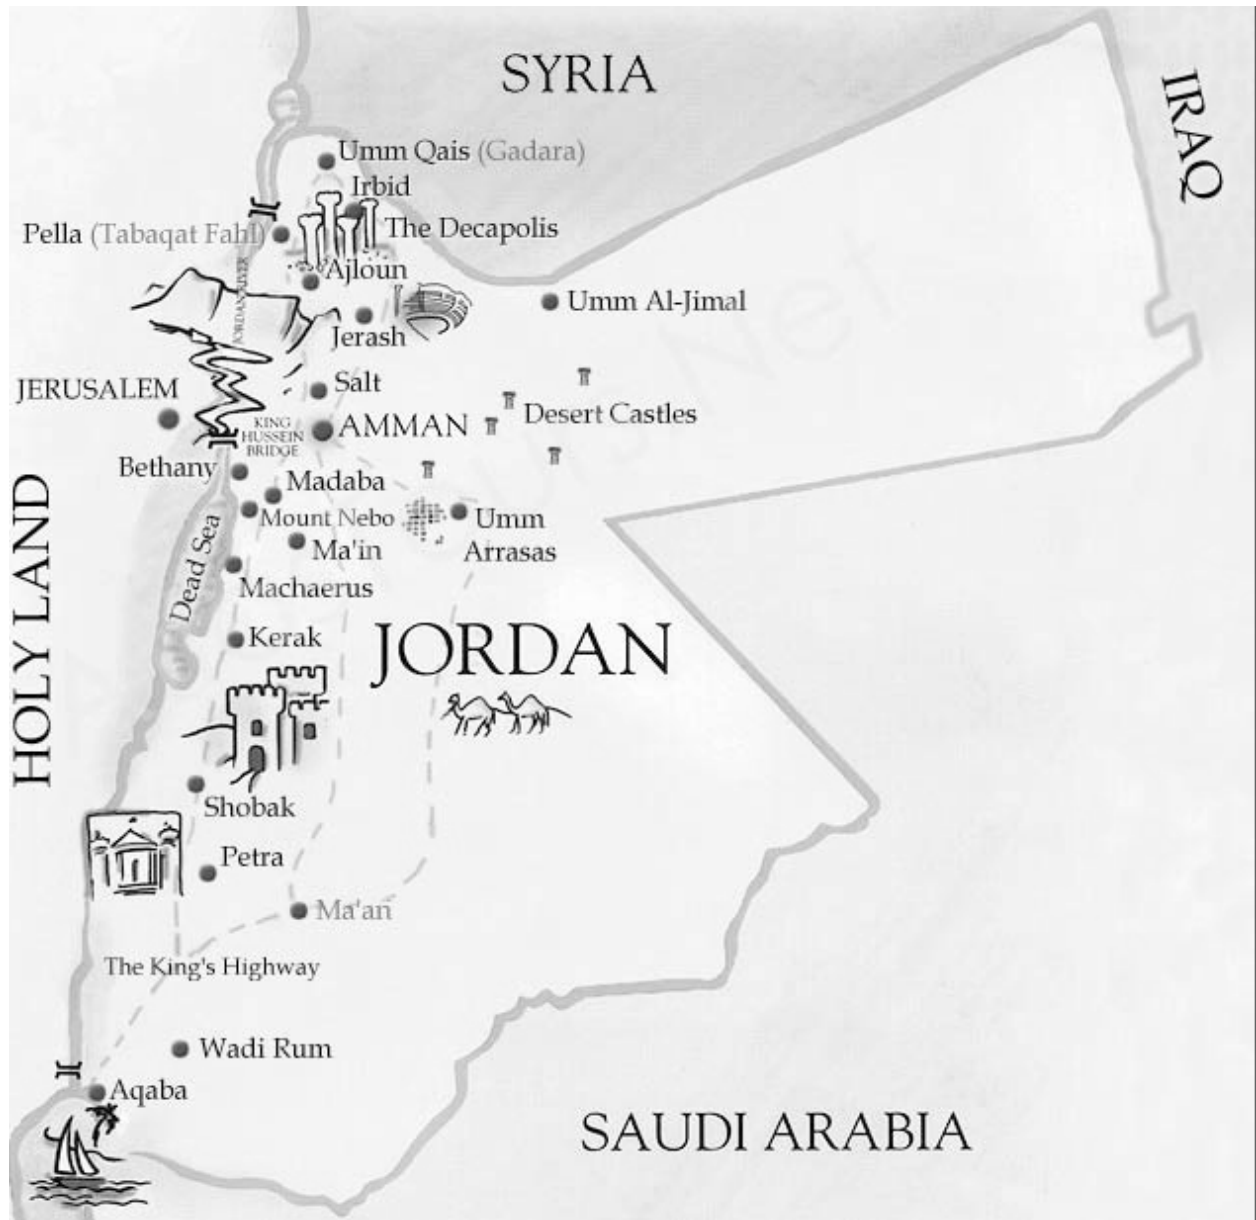 SYRIA
IRAQ
Umm Qais (Gadara)
Irbid
The Decapolis
Pella (Tabaqat Fahl)
Ajloun
JORDAN RIVER
Umm Al-Jimal
Jerash
JERUSALEM
Salt
Desert Castles
KING
HUSSEIN
BRIDGE
AMMAN
Bethany
Madaba
Mount Nebo
Umm
Arrasas
Ma'in
Dead Sea
Machaerus
HOLY LAND
Kerak
JORDAN
Shobak
Petra
Ma'an
The King's Highway
Wadi Rum
Aqaba
SAUDI ARABIA